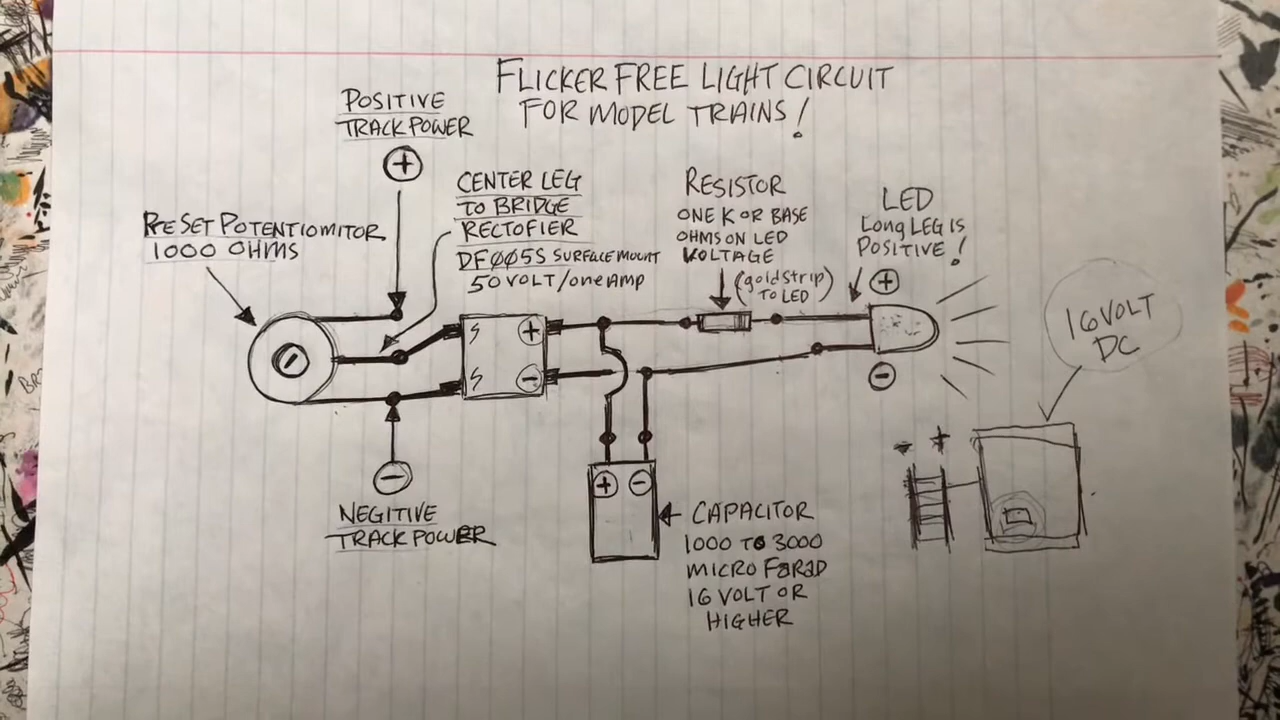 FLICKER FREE LIGHT CIRCUIT
FOR MODEL TRAINS!
POSITIVE
TRACK POWER
+
CENTER LEG
TO BRIDGE
RECTOFIER
DF005S SURFACE MOUNT
50 VOLT/one AMP
PRESET POTENTIOMITOR
1000 OHMS
RESISTOR
ONE K OR BASE
OHMS ON LED
VOLTAGE
(gold strip)
TO LED
LED
Long LEG IS
POSITIVE!
+
-
16 VOLT
DC
+
-
- +
+ -
-
NEGITIVE
TRACK POWER
CAPACITOR
1000 TO 3000
MICRO FARAD
16 VOLT OR
HIGHER